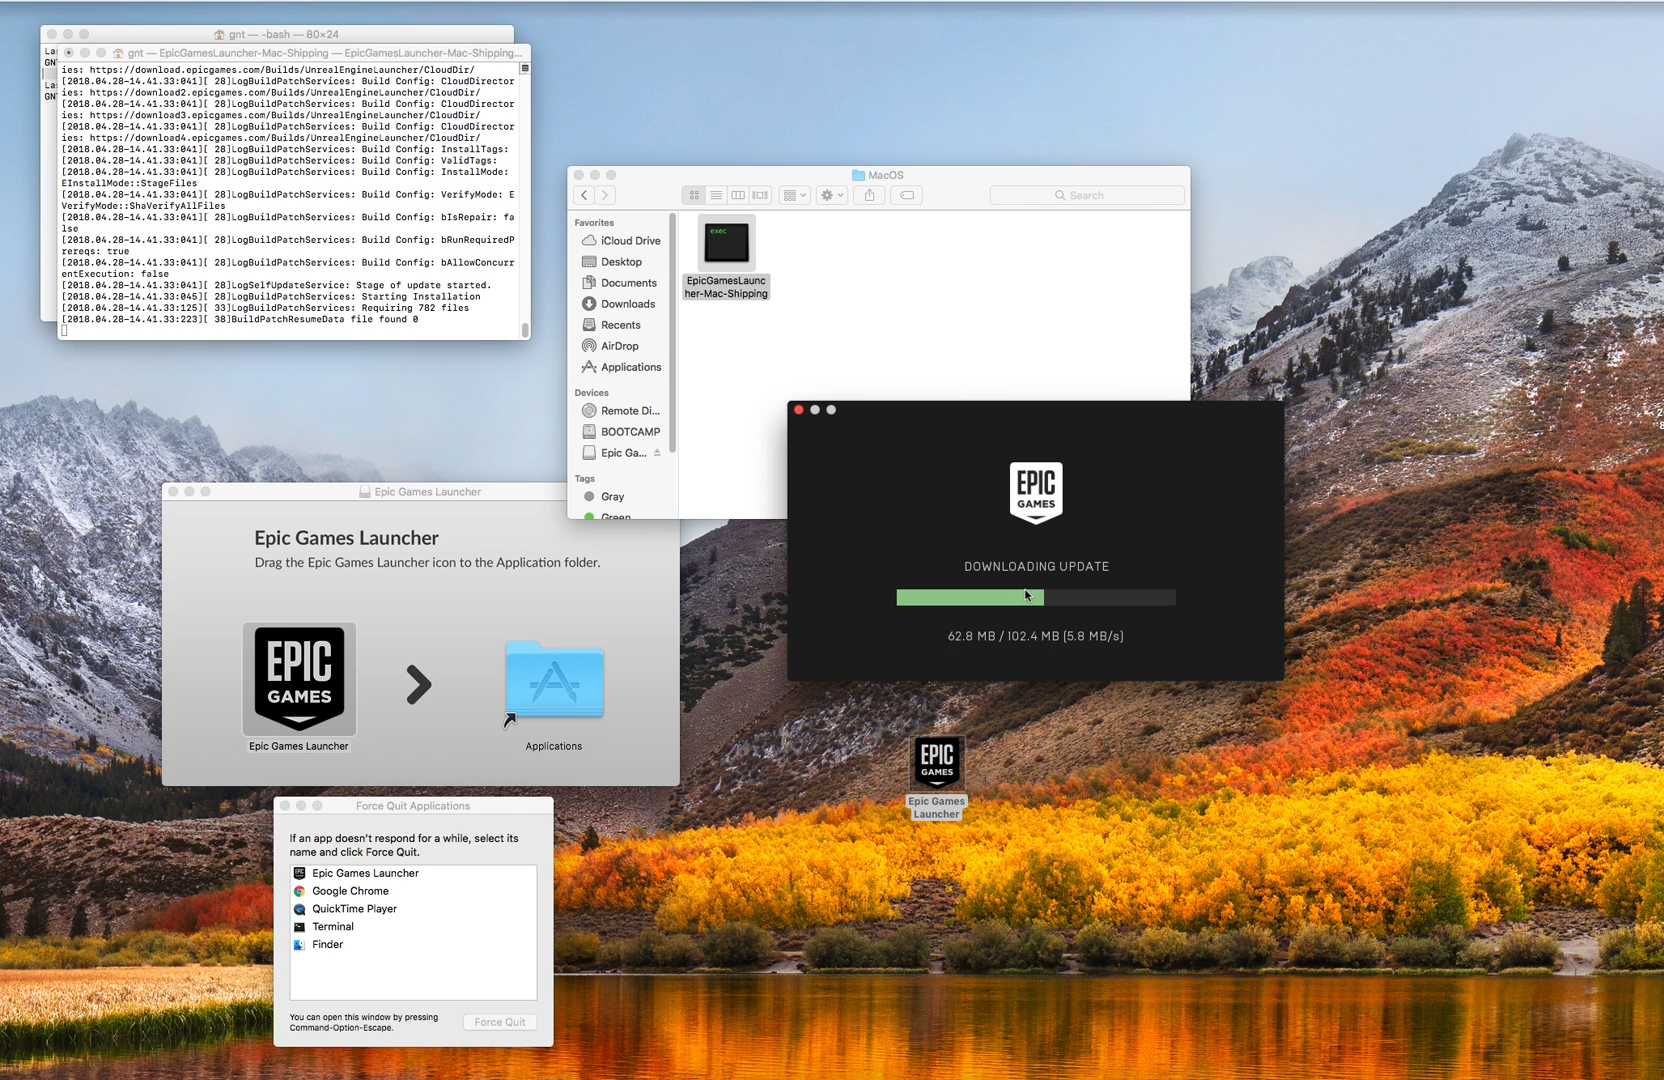 gnt — -bash — 80×24
La
GN
La
GN
gnt — EpicGamesLauncher-Mac-Shipping — EpicGamesLauncher-Mac-Shipping...
ies: https://download.epicgames.com/Builds/UnrealEngineLauncher/CloudDir/
[2018.04.28-14.41.33:041][ 28]LogBuildPatchServices: Build Config: CloudDirector
ies: https://download2.epicgames.com/Builds/UnrealEngineLauncher/CloudDir/
[2018.04.28-14.41.33:041][ 28]LogBuildPatchServices: Build Config: CloudDirector
ies: https://download3.epicgames.com/Builds/UnrealEngineLauncher/CloudDir/
[2018.04.28-14.41.33:041][ 28]LogBuildPatchServices: Build Config: CloudDirector
ies: https://download4.epicgames.com/Builds/UnrealEngineLauncher/CloudDir/
[2018.04.28-14.41.33:041][ 28]LogBuildPatchServices: Build Config: InstallTags:
[2018.04.28-14.41.33:041][ 28]LogBuildPatchServices: Build Config: ValidTags:
[2018.04.28-14.41.33:041][ 28]LogBuildPatchServices: Build Config: InstallMode:
EInstallMode::StageFiles
[2018.04.28-14.41.33:041][ 28]LogBuildPatchServices: Build Config: VerifyMode: E
VerifyMode::ShaVerifyAllFiles
[2018.04.28-14.41.33:041][ 28]LogBuildPatchServices: Build Config: bIsRepair: fa
lse
[2018.04.28-14.41.33:041][ 28]LogBuildPatchServices: Build Config: bRunRequiredP
rereqs: true
[2018.04.28-14.41.33:041][ 28]LogBuildPatchServices: Build Config: bAllowConcurr
entExecution: false
[2018.04.28-14.41.33:041][ 28]LogSelfUpdateService: Stage of update started.
[2018.04.28-14.41.33:045][ 28]LogBuildPatchServices: Starting Installation
[2018.04.28-14.41.33:125][ 33]LogBuildPatchServices: Requiring 782 files
[2018.04.28-14.41.33:223][ 38]BuildPatchResumeData file found 0
MacOS
Search
Favorites
iCloud Drive
Desktop
Documents
Downloads
Recents
AirDrop
Applications
Devices
Remote Di...
BOOTCAMP
Epic Ga...
Tags
Gray
Green
exec
EpicGamesLaunc
her-Mac-Shipping
EPIC
GAMES
DOWNLOADING UPDATE
62.8 MB / 102.4 MB [5.8 MB/s]
Epic Games Launcher
Epic Games Launcher
Drag the Epic Games Launcher icon to the Application folder.
EPIC
GAMES
Epic Games Launcher
Applications
EPIC
GAMES
Epic Games
Launcher
Force Quit Applications
If an app doesn't respond for a while, select its
name and click Force Quit.
Epic Games Launcher
Google Chrome
QuickTime Player
Terminal
Finder
You can open this window by pressing
Command-Option-Escape.
Force Quit